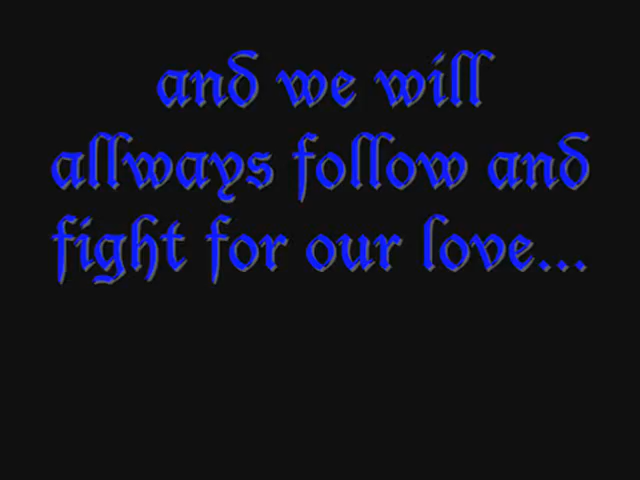 and we will
allways follow and
fight for our love...